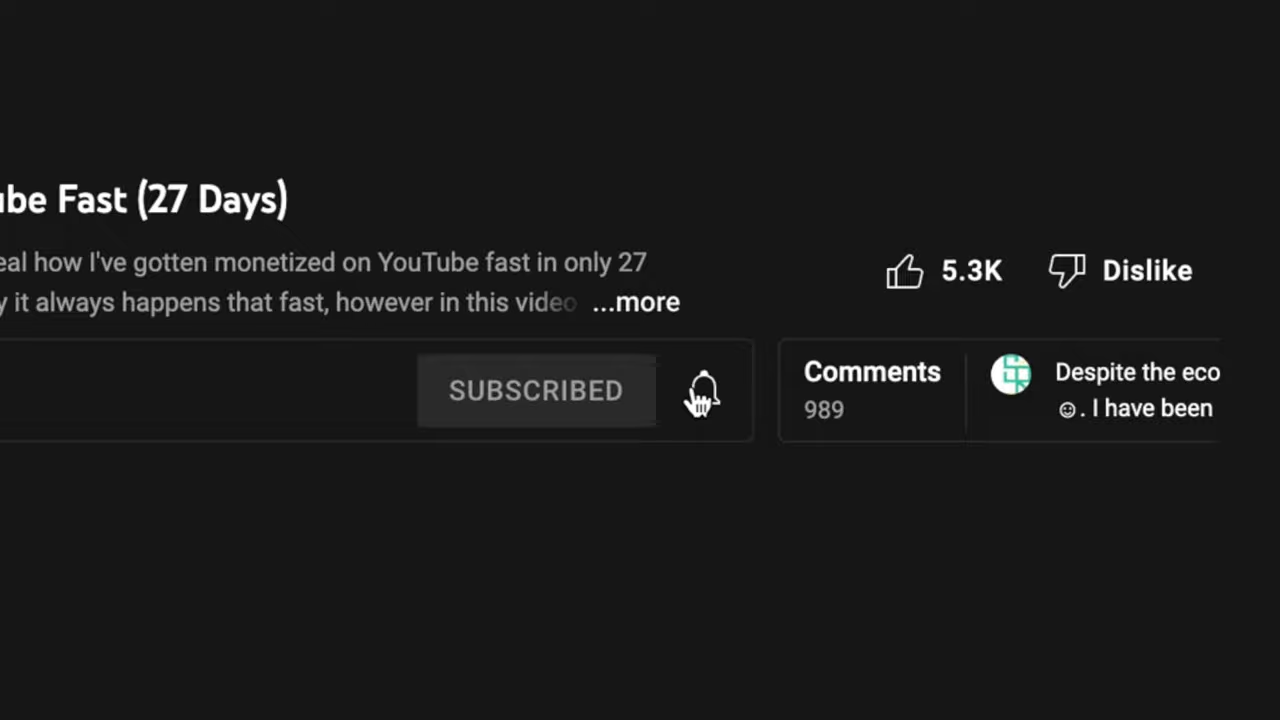 ube Fast (27 Days)
eal how I've gotten monetized on YouTube fast in only 27
y it always happens that fast, however in this video ...more
5.3K Dislike
SUBSCRIBED
Comments
989
Despite the eco
☺. I have been